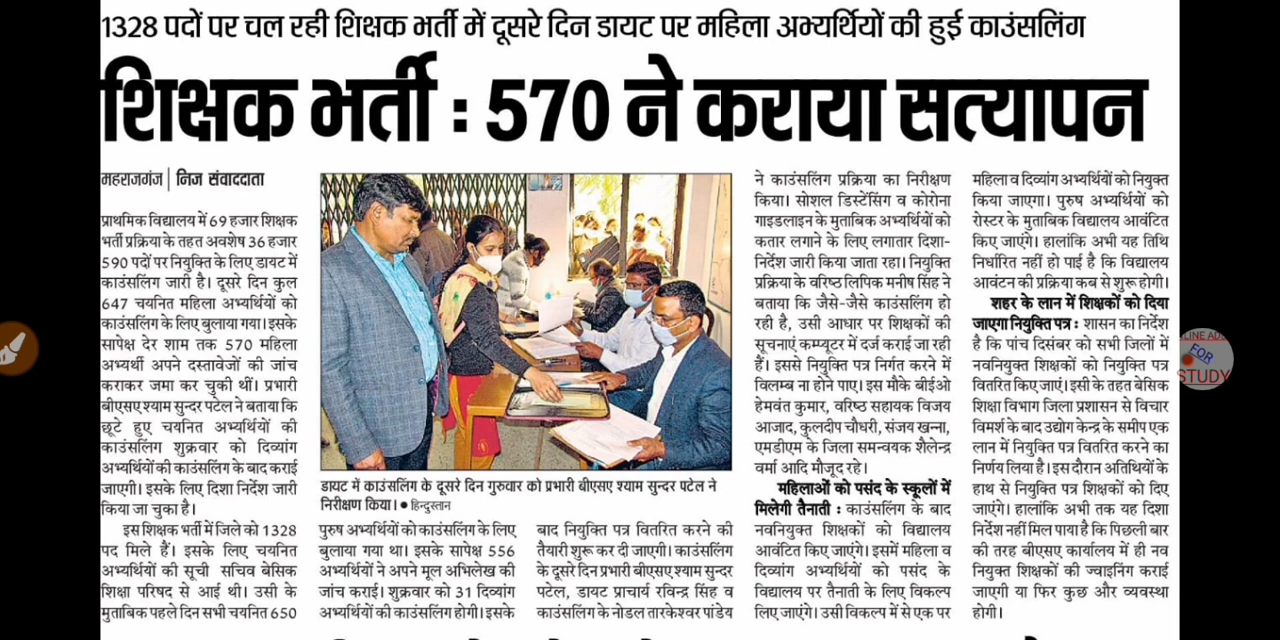 1328 पदों पर चल रही शिक्षक भर्ती में दूसरे दिन डायट पर महिला अभ्यर्थियों की हुई काउंसलिंग
शिक्षक भर्ती : 570 ने कराया सत्यापन
महराजगंज | निज संवाददाता
प्राथमिक विद्यालय में 69 हजार शिक्षक
भर्ती प्रक्रिया के तहत अवशेष 36 हजार
590 पदों पर नियुक्ति के लिए डायट में
काउंसलिंग जारी है। दूसरे दिन कुल
647 चयनित महिला अभ्यर्थियों को
काउंसलिंग के लिए बुलाया गया। इसके
सापेक्ष देर शाम तक 570 महिला
अभ्यर्थी अपने दस्तावेजों की जांच
कराकर जमा कर चुकी थीं। प्रभारी
बीएसए श्याम सुन्दर पटेल ने बताया कि
छूटे हुए चयनित अभ्यर्थियों की
काउंसलिंग शुक्रवार को दिव्यांग
अभ्यर्थियों की काउंसलिंग के बाद कराई
जाएगी। इसके लिए दिशा निर्देश जारी
किया जा चुका है।
इस शिक्षक भर्ती में जिले को 1328
पद मिले हैं। इसके लिए चयनित
अभ्यर्थियों की सूची सचिव बेसिक
शिक्षा परिषद से आई थी। उसी के
मुताबिक पहले दिन सभी चयनित 650
डायट में काउंसलिंग के दूसरे दिन गुरुवार को प्रभारी बीएसए श्याम सुन्दर पटेल ने
निरीक्षण किया। ● हिन्दुस्तान
पुरुष अभ्यर्थियों को काउंसलिंग के लिए
बुलाया गया था। इसके सापेक्ष 556
अभ्यर्थियों ने अपने मूल अभिलेख की
जांच कराई। शुक्रवार को 31 दिव्यांग
अभ्यर्थियों की काउंसलिंग होगी। इसके
बाद नियुक्ति पत्र वितरित करने की
तैयारी शुरू कर दी जाएगी। काउंसलिंग
के दूसरे दिन प्रभारी बीएसए श्याम सुन्दर
पटेल, डायट प्राचार्य रविन्द्र सिंह व
काउंसलिंग के नोडल तारकेश्वर पांडेय
ने काउंसलिंग प्रक्रिया का निरीक्षण
किया। सोशल डिस्टेंसिंग व कोरोना
गाइडलाइन के मुताबिक अभ्यर्थियों को
कतार लगाने के लिए लगातार दिशा-
निर्देश जारी किया जाता रहा। नियुक्ति
प्रक्रिया के वरिष्ठ लिपिक मनीष सिंह ने
बताया कि जैसे-जैसे काउंसलिंग हो
रही है, उसी आधार पर शिक्षकों की
सूचनाएं कम्प्यूटर में दर्ज कराई जा रही
हैं। इससे नियुक्ति पत्र निर्गत करने में
विलम्ब ना होने पाए। इस मौके बीईओ
हेमवंत कुमार, वरिष्ठ सहायक विजय
आजाद, कुलदीप चौधरी, संजय खन्ना,
एमडीएम के जिला समन्वयक शैलेन्द्र
वर्मा आदि मौजूद रहे।
महिलाओं को पसंद के स्कूलों में
मिलेगी तैनाती : काउंसलिंग के बाद
नवनियुक्त शिक्षकों को विद्यालय
आवंटित किए जाएंगे। इसमें महिला व
दिव्यांग अभ्यर्थियों को पसंद के
विद्यालय पर तैनाती के लिए विकल्प
लिए जाएंगे। उसी विकल्प में से एक पर
महिला व दिव्यांग अभ्यर्थियों को नियुक्त
किया जाएगा। पुरुष अभ्यर्थियों को
रोस्टर के मुताबिक विद्यालय आवंटित
किए जाएंगे। हालांकि अभी यह तिथि
निर्धारित नहीं हो पाई है कि विद्यालय
आवंटन की प्रक्रिया कब से शुरू होगी।
शहर के लान में शिक्षकों को दिया
जाएगा नियुक्ति पत्र : शासन का निर्देश
है कि पांच दिसंबर को सभी जिलों में
नवनियुक्त शिक्षकों को नियुक्ति पत्र
वितरित किए जाएं। इसी के तहत बेसिक
शिक्षा विभाग जिला प्रशासन से विचार
विमर्श के बाद उद्योग केन्द्र के समीप एक
लान में नियुक्ति पत्र वितरित करने का
निर्णय लिया है। इस दौरान अतिथियों के
हाथ से नियुक्ति पत्र शिक्षकों को दिए
जाएंगे। हालांकि अभी तक यह दिशा
निर्देश नहीं मिल पाया है कि पिछली बार
की तरह बीएसए कार्यालय में ही नव
नियुक्त शिक्षकों की ज्वाइनिंग कराई
जाएगी या फिर कुछ और व्यवस्था
होगी।
FOR
STUDY